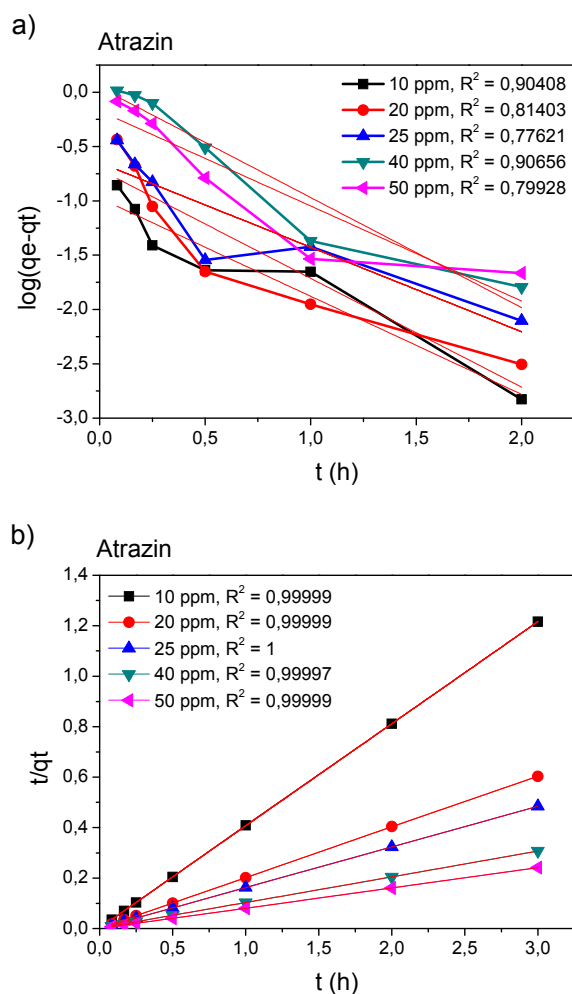 a)
Atrazin
10 ppm, R² = 0,90408
20 ppm, R² = 0,81403
25 ppm, R² = 0,77621
40 ppm, R² = 0,90656
50 ppm, R² = 0,79928
0,0
-0,5
-1,0
-1,5
-2,0
-2,5
-3,0
log(qe-qt)
0,0 0,5 1,0 1,5 2,0
t (h)
b)
Atrazin
10 ppm, R² = 0,99999
20 ppm, R² = 0,99999
25 ppm, R² = 1
40 ppm, R² = 0,99997
50 ppm, R² = 0,99999
1,4
1,2
1,0
0,8
0,6
0,4
0,2
0,0
t/qt
0,0 0,5 1,0 1,5 2,0 2,5 3,0
t (h)